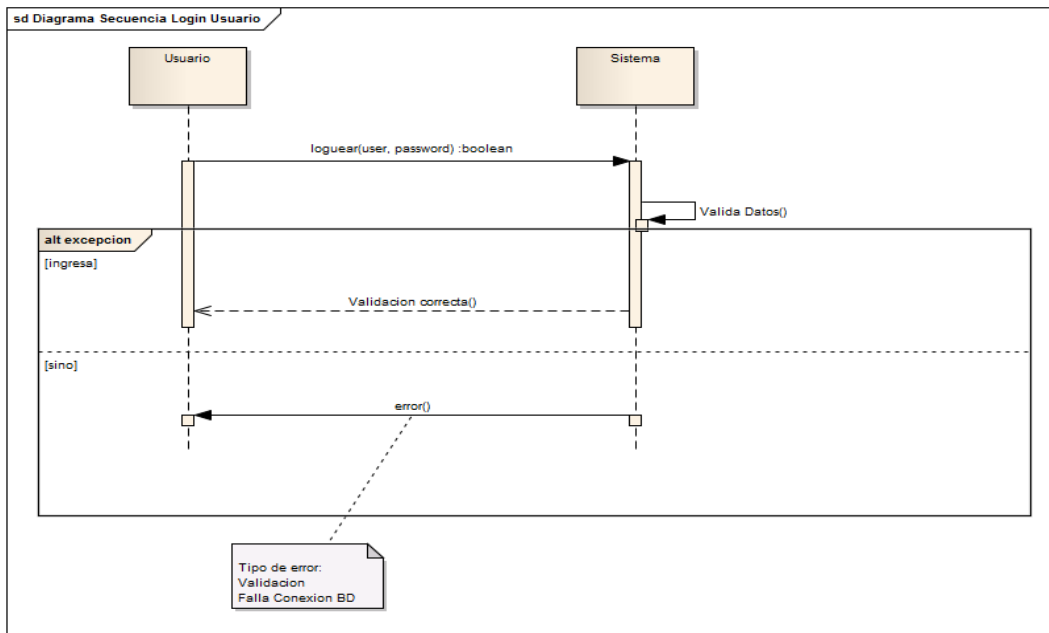 sd Diagrama Secuencia Login Usuario
Usuario
Sistema
loguear(user, password) :boolean
Valida Datos()
alt excepcion
[ingresa]
Validacion correcta()
[sino]
error()
Tipo de error:
Validacion
Falla Conexion BD